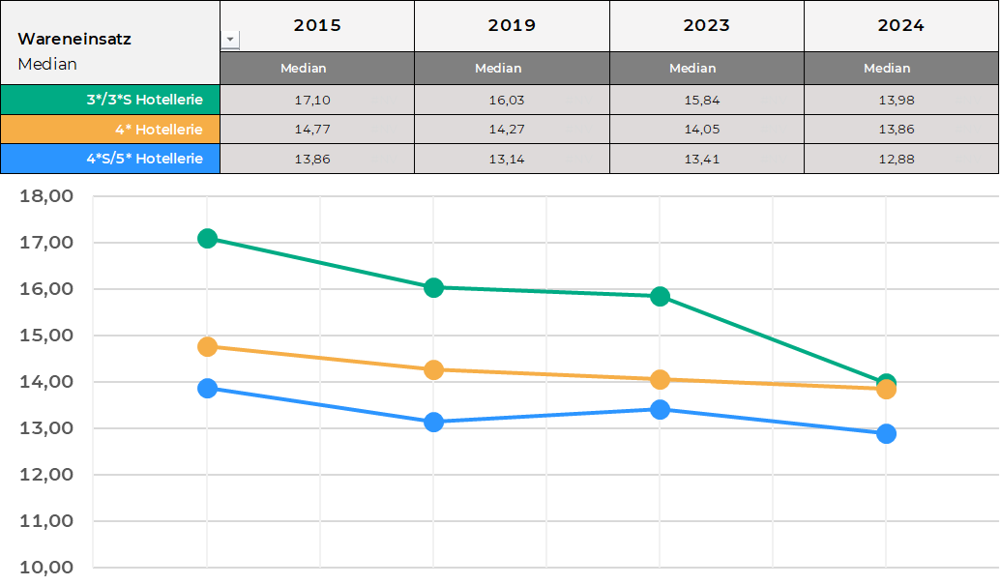 Wareneinsatz
Median
2015 2019 2023 2024
Median Median Median Median
3*/3*S Hotellerie 17,10 16,03 15,84 13,98
4* Hotellerie 14,77 14,27 14,05 13,86
4*S/5* Hotellerie 13,86 13,14 13,41 12,88
18,00
17,00
16,00
15,00
14,00
13,00
12,00
11,00
10,00